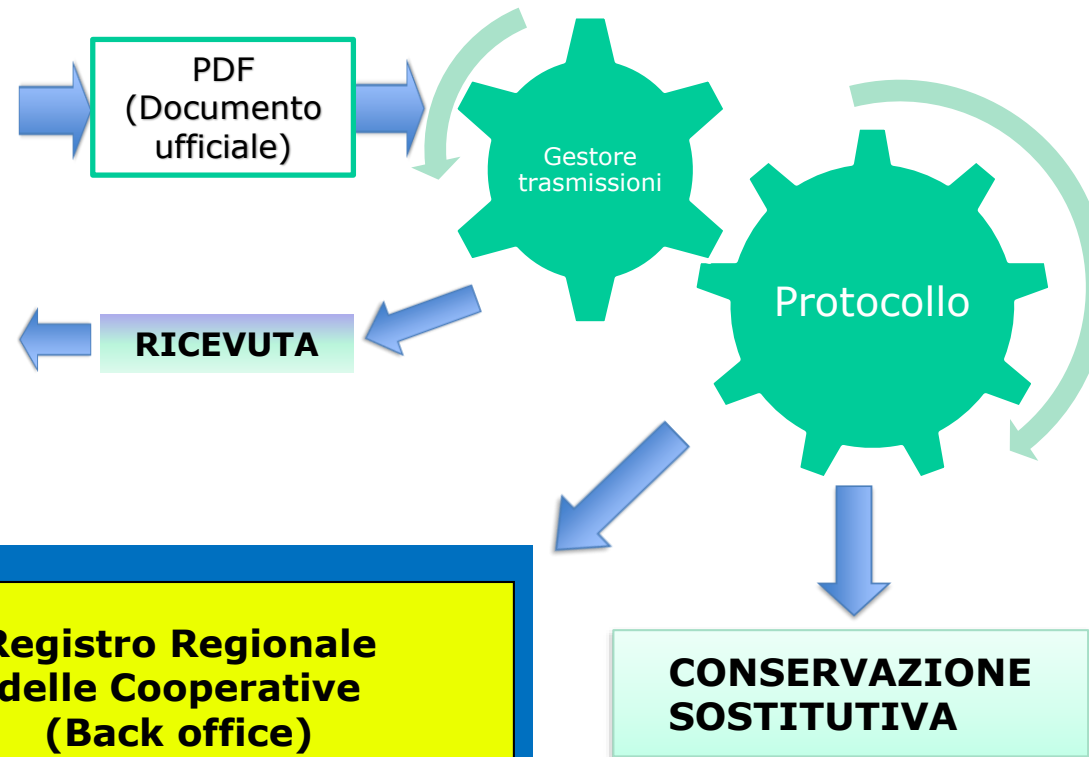 PDF
(Documento
ufficiale)
Gestore
trasmissioni
Protocollo
RICEVUTA
Registro Regionale
delle Cooperative
(Back office)
CONSERVAZIONE
SOSTITUTIVA